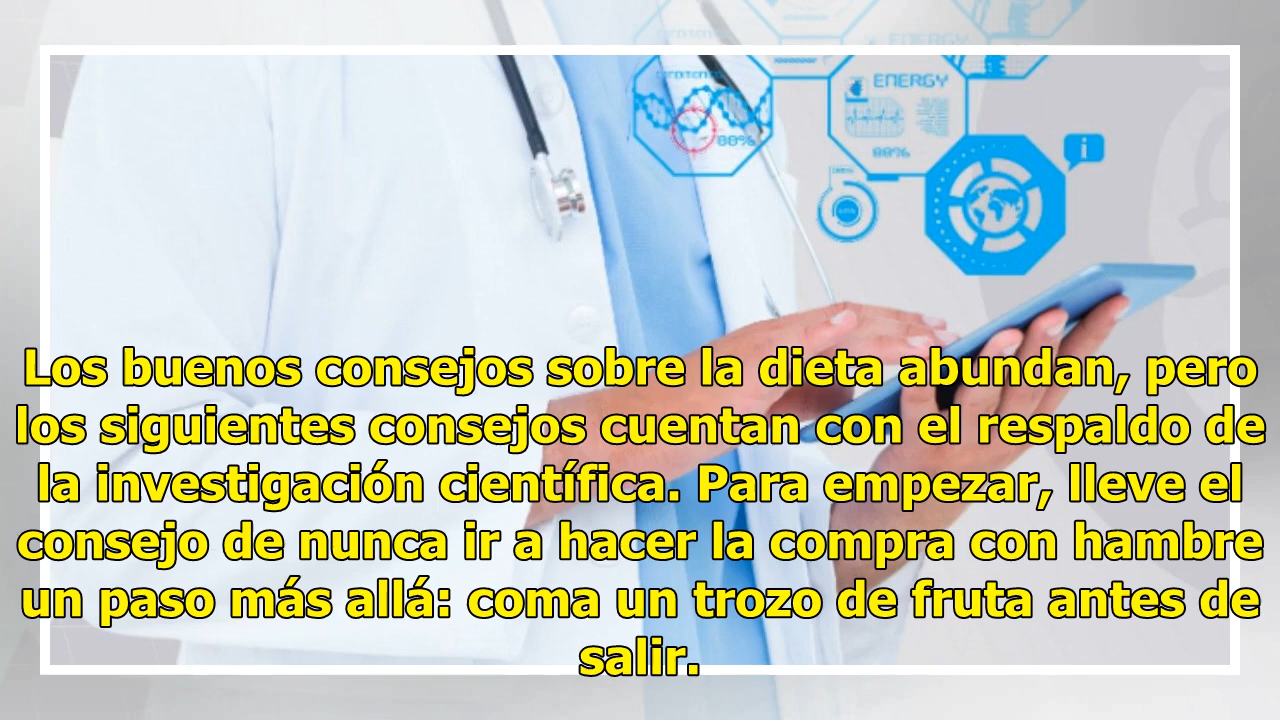 ENERGY
ENERGY
88%
88%
i
Los buenos consejos sobre la dieta abundan, pero
los siguientes consejos cuentan con el respaldo de
la investigación científica. Para empezar, lleve el
consejo de nunca ir a hacer la compra con hambre
un paso más allá: coma un trozo de fruta antes de
salir.